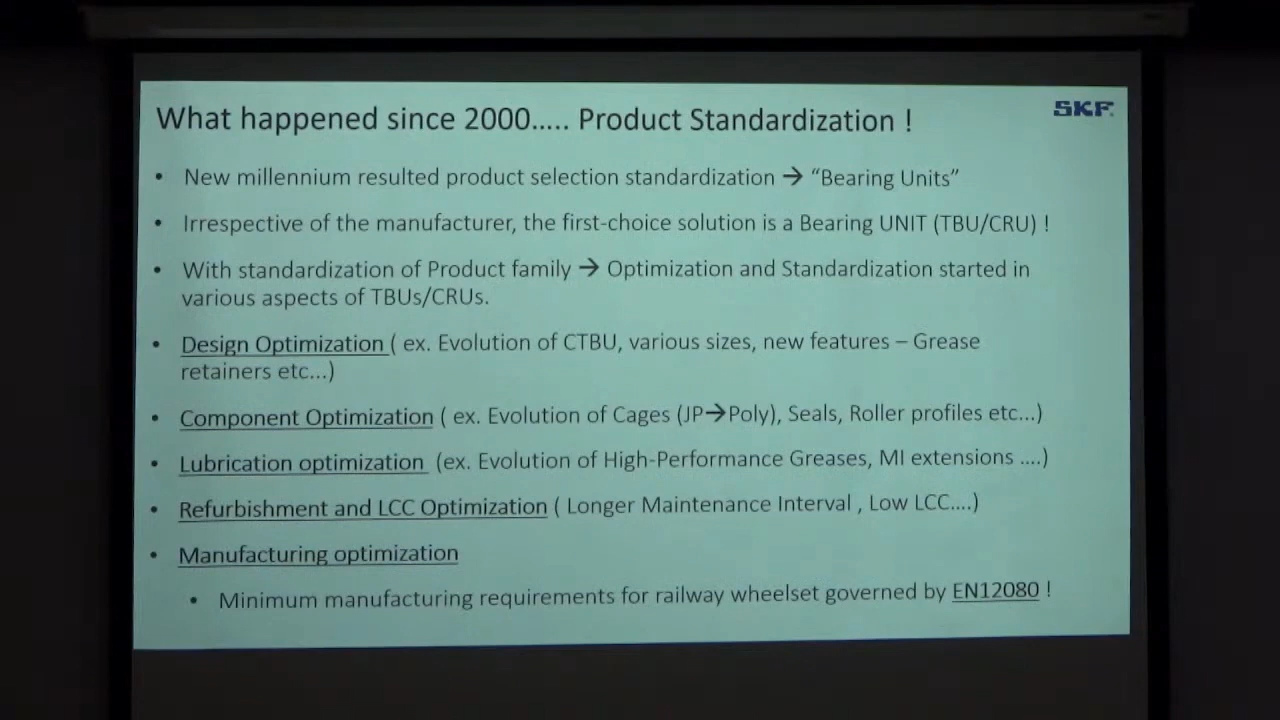 What happened since 2000..... Product Standardization !
SKF
• New millennium resulted product selection standardization → “Bearing Units”
• Irrespective of the manufacturer, the first-choice solution is a Bearing UNIT (TBU/CRU) !
• With standardization of Product family → Optimization and Standardization started in
various aspects of TBUs/CRUs.
• Design Optimization ( ex. Evolution of CTBU, various sizes, new features – Grease
retainers etc...)
• Component Optimization ( ex. Evolution of Cages (JP→Poly), Seals, Roller profiles etc...)
• Lubrication optimization (ex. Evolution of High-Performance Greases, MI extensions ....)
• Refurbishment and LCC Optimization ( Longer Maintenance Interval , Low LCC....)
• Manufacturing optimization
• Minimum manufacturing requirements for railway wheelset governed by EN12080 !